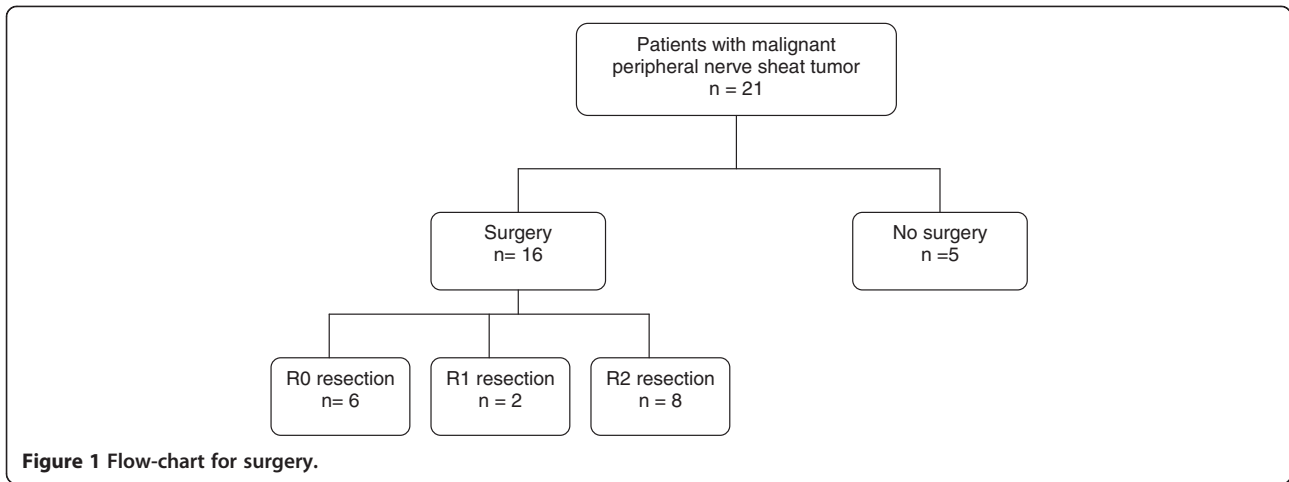 Patients with malignant
peripheral nerve sheat tumor
n = 21
Surgery
n= 16
No surgery
n =5
R0 resection
n= 6
R1 resection
n = 2
R2 resection
n = 8
Figure 1 Flow-chart for surgery.